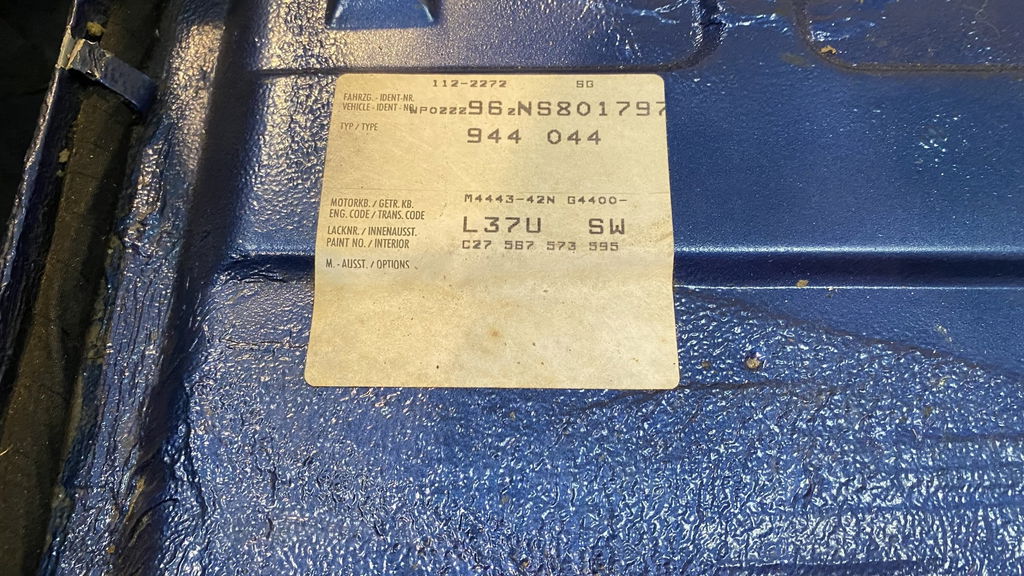 112-2272 SG
FAHRZG. - IDENT-NR.
VEHICLE - IDENT - NR. WP0ZZZ96ZNS801797
TYP / TYPE 944 044
MOTORKB. / GETR. KB. M4443-42N G4400-
ENG. CODE / TRANS. CODE
LACKNR. / INNENAUSST. L37U SW
PAINT NO. / INTERIOR C27 567 573 595
M. - AUSST. / OPTIONS